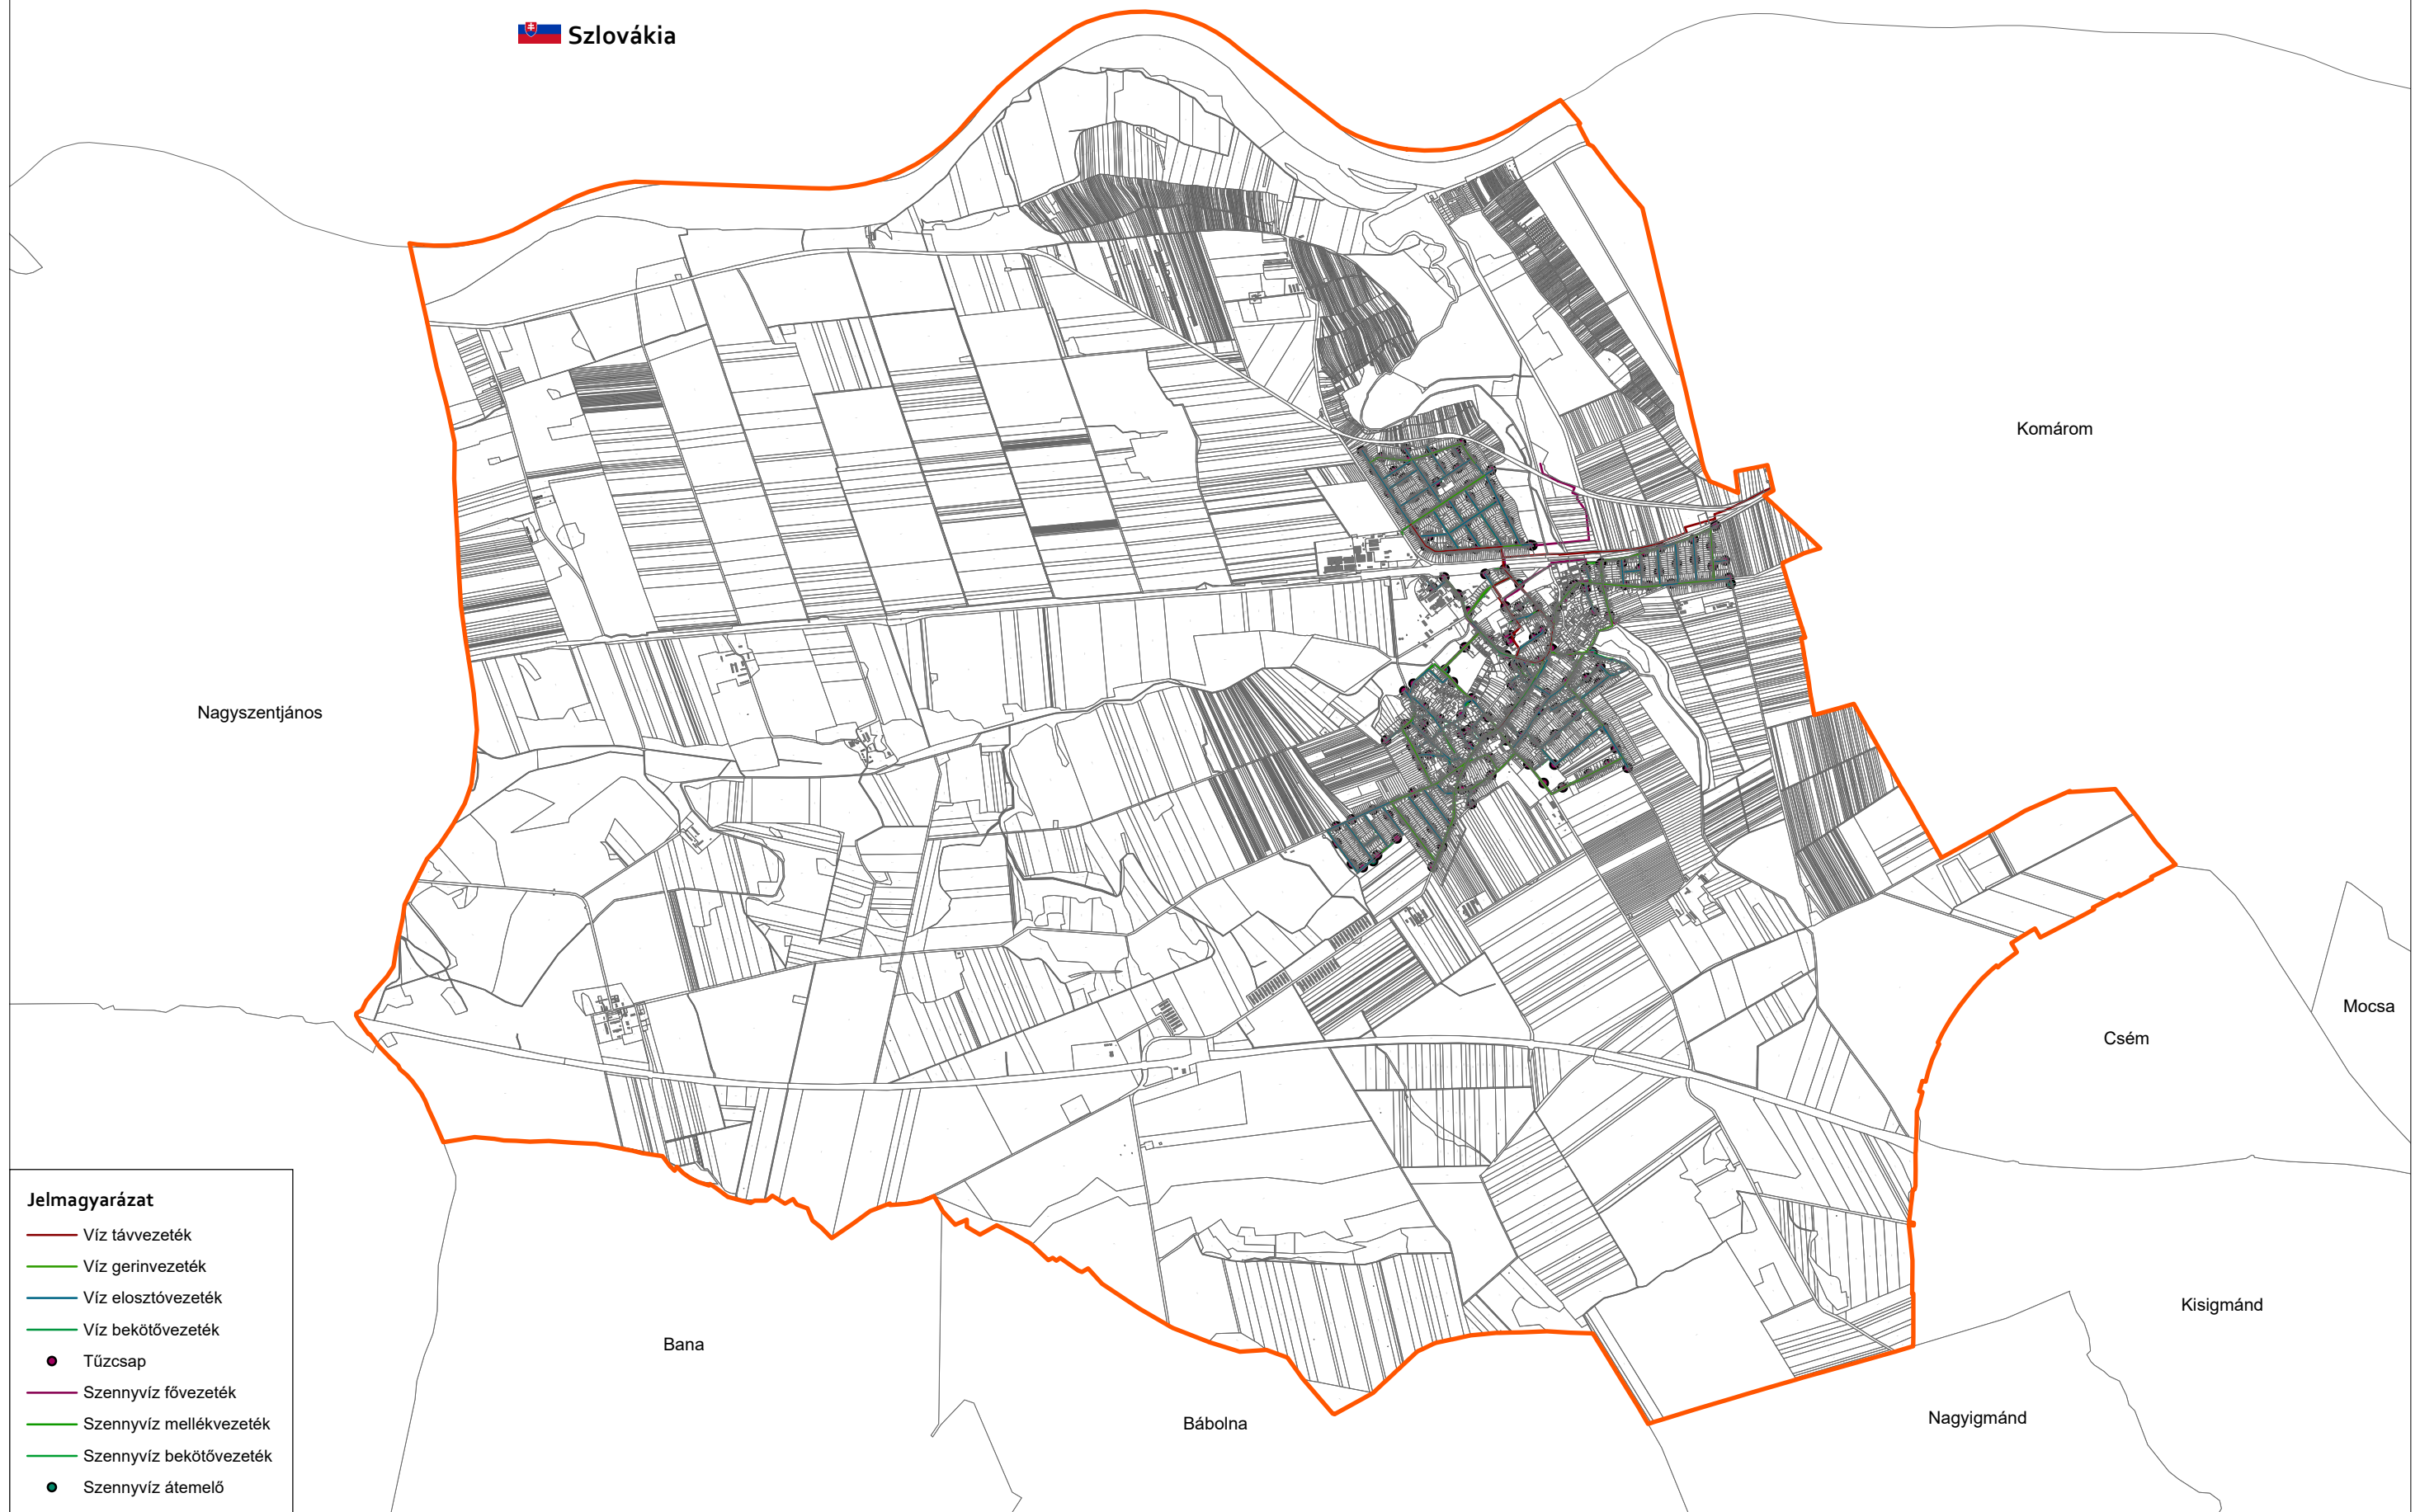 Szlovákia
Komárom
Nagyszentjános
Mocsa
Csém
Kisigmánd
Bana
Nagyigmánd
Bábolna
Jelmagyarázat
Víz távvezeték
Víz gerinvezeték
Víz elosztóvezeték
Víz bekötővezeték
Tűzcsap
Szennyvíz fővezeték
Szennyvíz mellékvezeték
Szennyvíz bekötővezeték
Szennyvíz átemelő